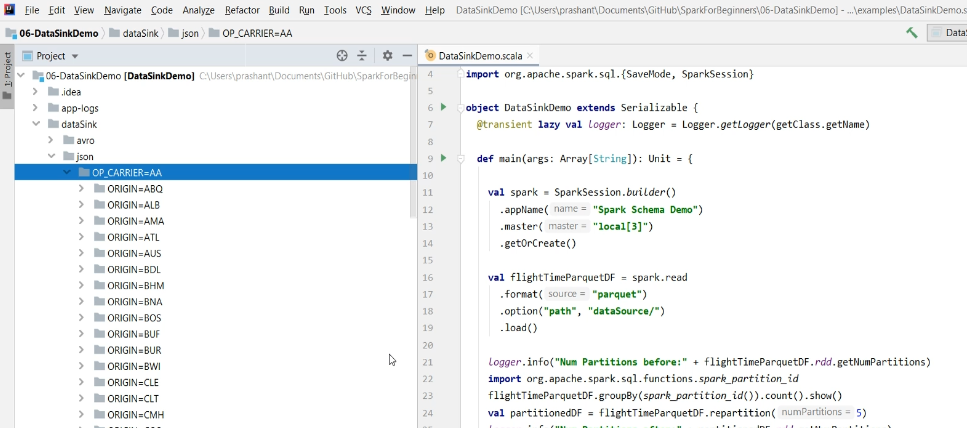 File Edit View Navigate Code Analyze Refactor Build Run Tools VCS Window Help DataSinkDemo [C:\Users\prashant\Documents\GitHub\SparkForBeginners\06-DataSinkDemo] - ...\examples\DataSinkDemo.s
06-DataSinkDemo dataSink json OP_CARRIER=AA DataS
1: Project
Project
06-DataSinkDemo [DataSinkDemo] C:\Users\prashant\Documents\GitHub\SparkForBegin
.idea
app-logs
dataSink
avro
json
OP_CARRIER=AA
ORIGIN=ABQ
ORIGIN=ALB
ORIGIN=AMA
ORIGIN=ATL
ORIGIN=AUS
ORIGIN=BDL
ORIGIN=BHM
ORIGIN=BNA
ORIGIN=BOS
ORIGIN=BUF
ORIGIN=BUR
ORIGIN=BWI
ORIGIN=CLE
ORIGIN=CLT
ORIGIN=CMH
DataSinkDemo.scala
4 import org.apache.spark.sql.{SaveMode, SparkSession}
5
6 object DataSinkDemo extends Serializable {
7 @transient lazy val logger: Logger = Logger.getLogger(getClass.getName)
8
9 def main(args: Array[String]): Unit = {
10
11 val spark = SparkSession.builder()
12 .appName( name = "Spark Schema Demo")
13 .master( master = "local[3]")
14 .getOrCreate()
15
16 val flightTimeParquetDF = spark.read
17 .format( source = "parquet")
18 .option("path", "dataSource/")
19 .load()
20
21 logger.info("Num Partitions before:" + flightTimeParquetDF.rdd.getNumPartitions)
22 import org.apache.spark.sql.functions.spark_partition_id
23 flightTimeParquetDF.groupBy(spark_partition_id()).count().show()
24 val partitionedDF = flightTimeParquetDF.repartition( numPartitions = 5)